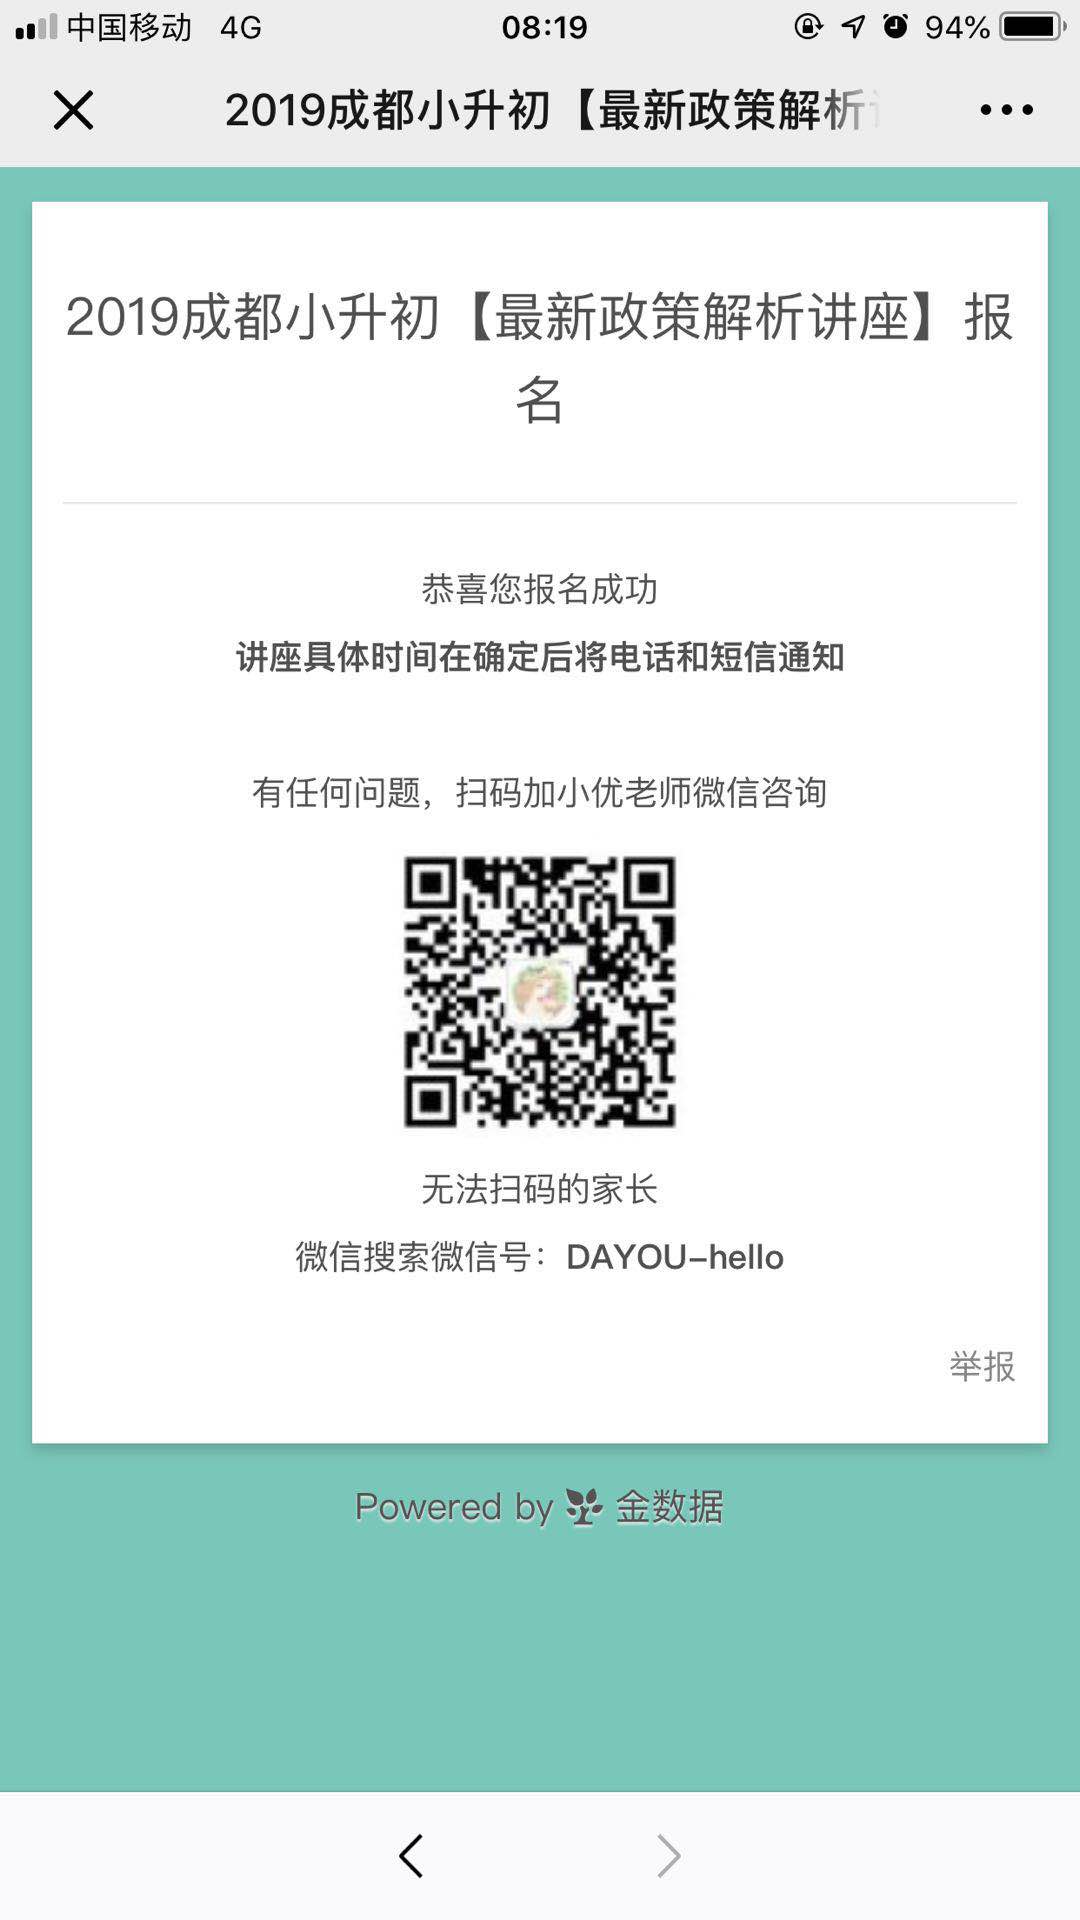 中国移动 4G 08:19 94%
2019成都小升初【最新政策解析
2019成都小升初【最新政策解析讲座】报
名
恭喜您报名成功
讲座具体时间在确定后将电话和短信通知
有任何问题，扫码加小优老师微信咨询
无法扫码的家长
微信搜索微信号：DAYOU-hello
举报
Powered by 金数据